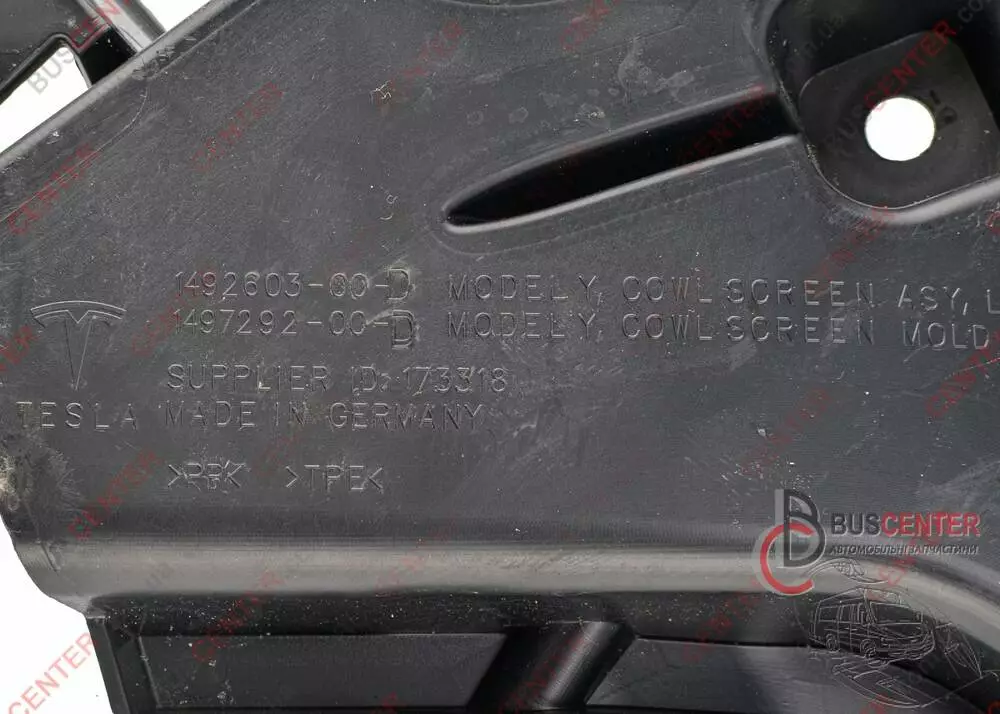 1492603-00-D MODEL Y, COWL SCREEN ASY, L
1497292-00-D MODEL Y, COWL SCREEN MOLD
SUPPLIER ID: 173318
TESLA MADE IN GERMANY
>PP< >TPE<
BUSCENTER
АВТОМОБІЛЬНІ ЗАПЧАСТИНИ